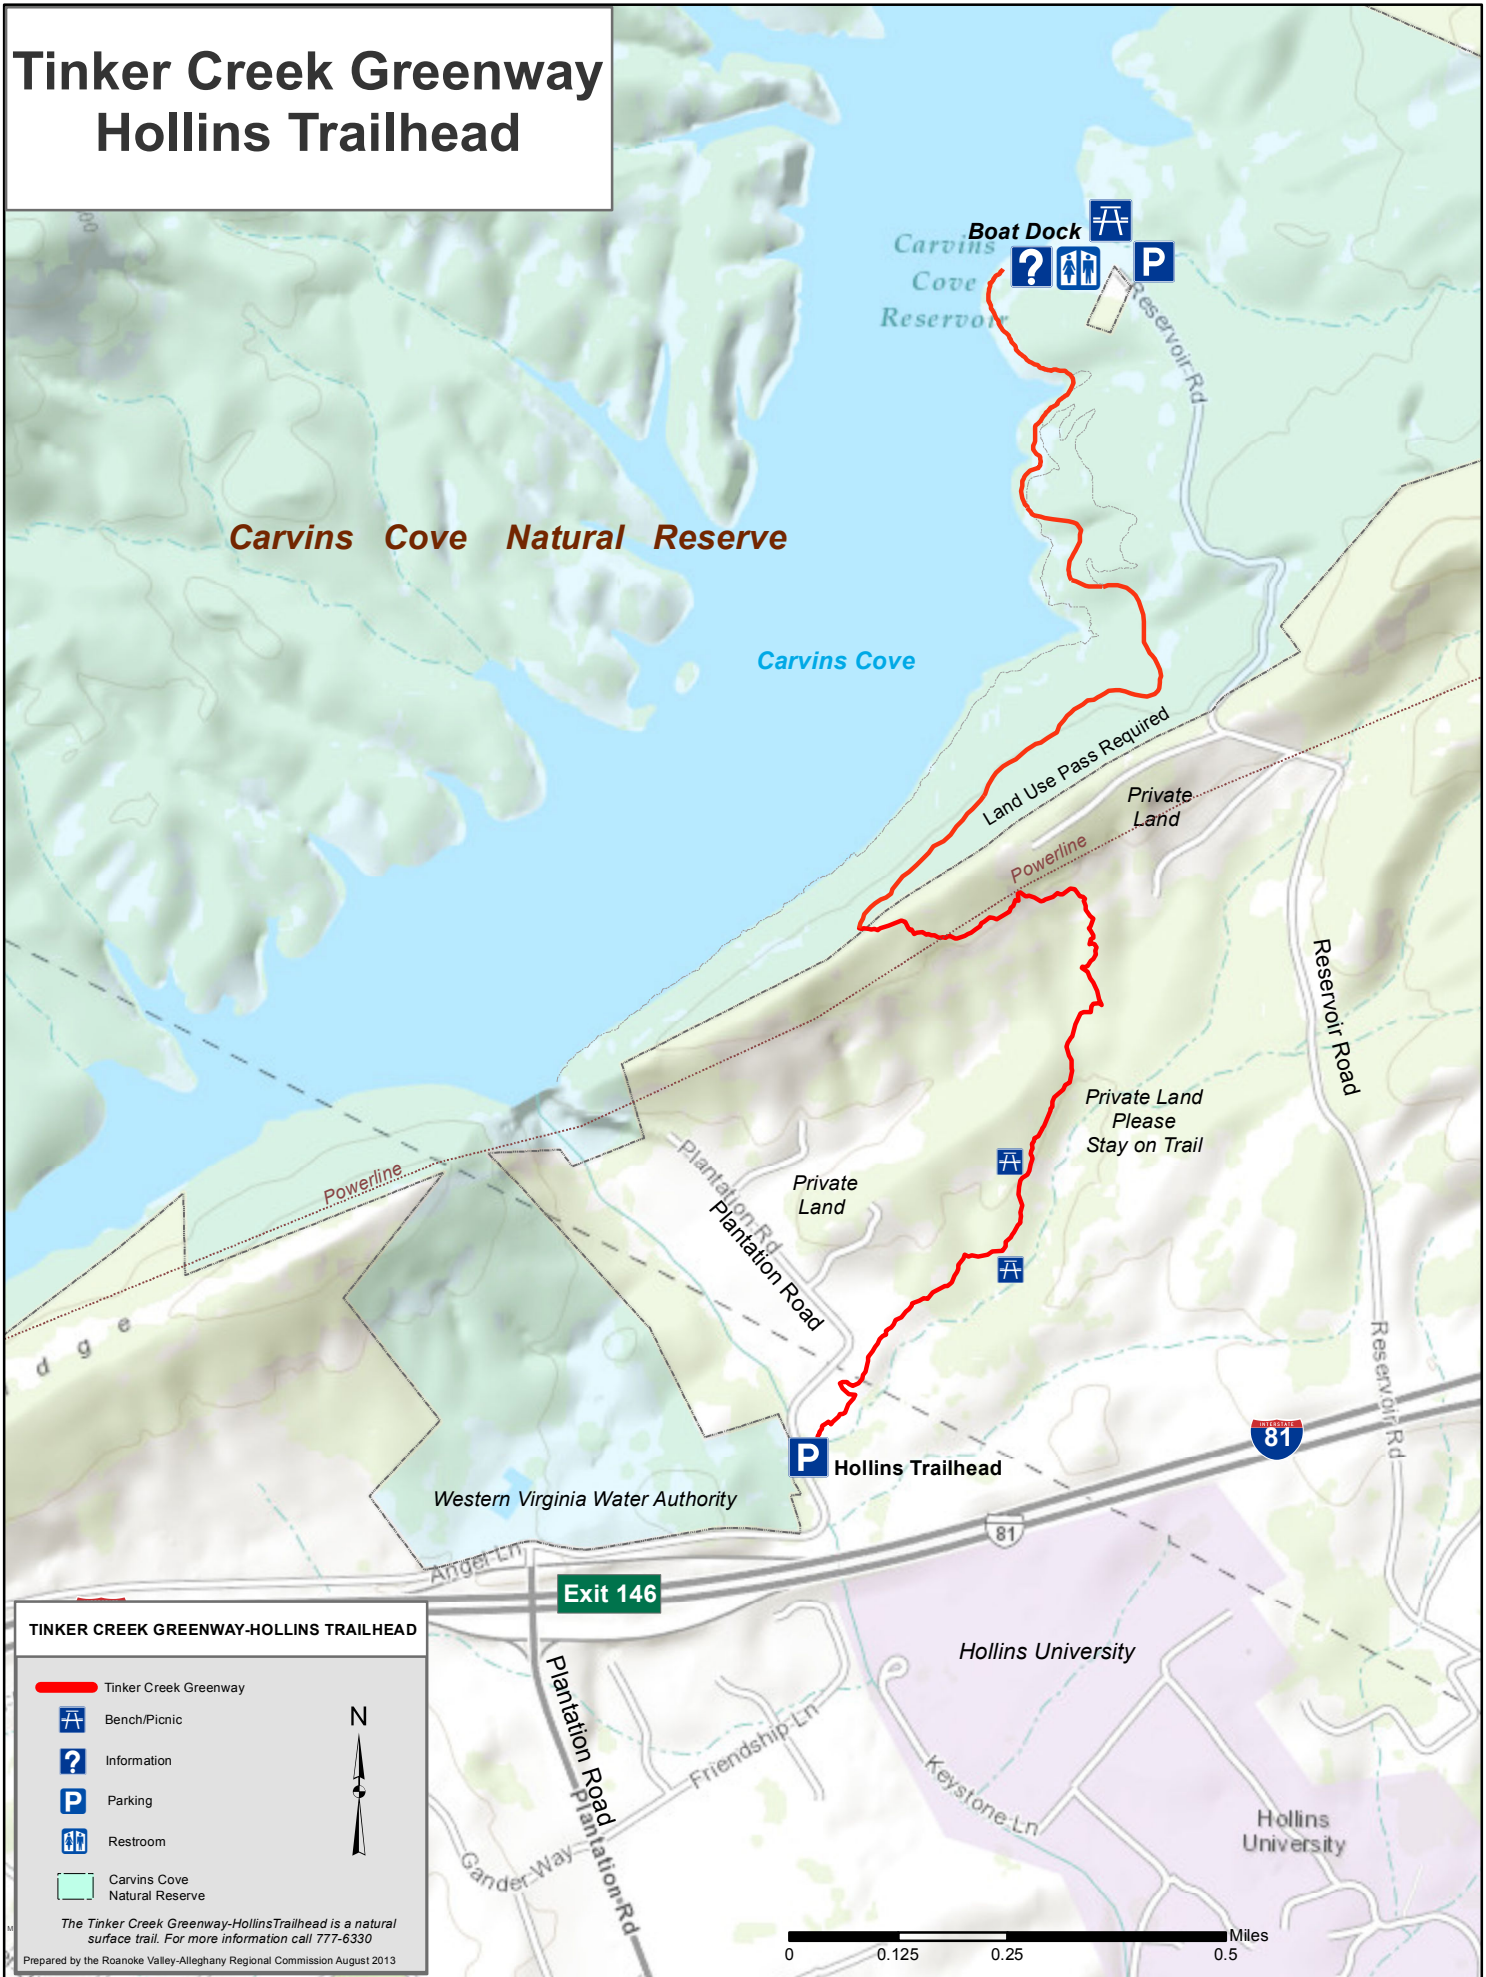 Tinker Creek Greenway
Hollins Trailhead
Boat Dock
?
P
Carvins
Cove
Reservoir
Reservoir-Rd
Carvins Cove Natural Reserve
Carvins Cove
Land Use Pass Required
Private
Land
Powerline
Reservoir Road
Private Land
Please
Stay on Trail
Powerline
Plantation-Rd
Plantation Road
Private
Land
d g e
Reservoir Rd
INTERSTATE
81
P
Hollins Trailhead
Western Virginia Water Authority
81
Angel Ln
Exit 146
Hollins University
Plantation Road
Plantation-Rd
Friendship-Ln
Gander-Way
Keystone-Ln
Hollins
University
TINKER CREEK GREENWAY-HOLLINS TRAILHEAD
Tinker Creek Greenway
Bench/Picnic
N
?
Information
P
Parking
Restroom
Carvins Cove
Natural Reserve
The Tinker Creek Greenway-HollinsTrailhead is a natural
surface trail. For more information call 777-6330
Prepared by the Roanoke Valley-Alleghany Regional Commission August 2013
Miles
0 0.125 0.25 0.5